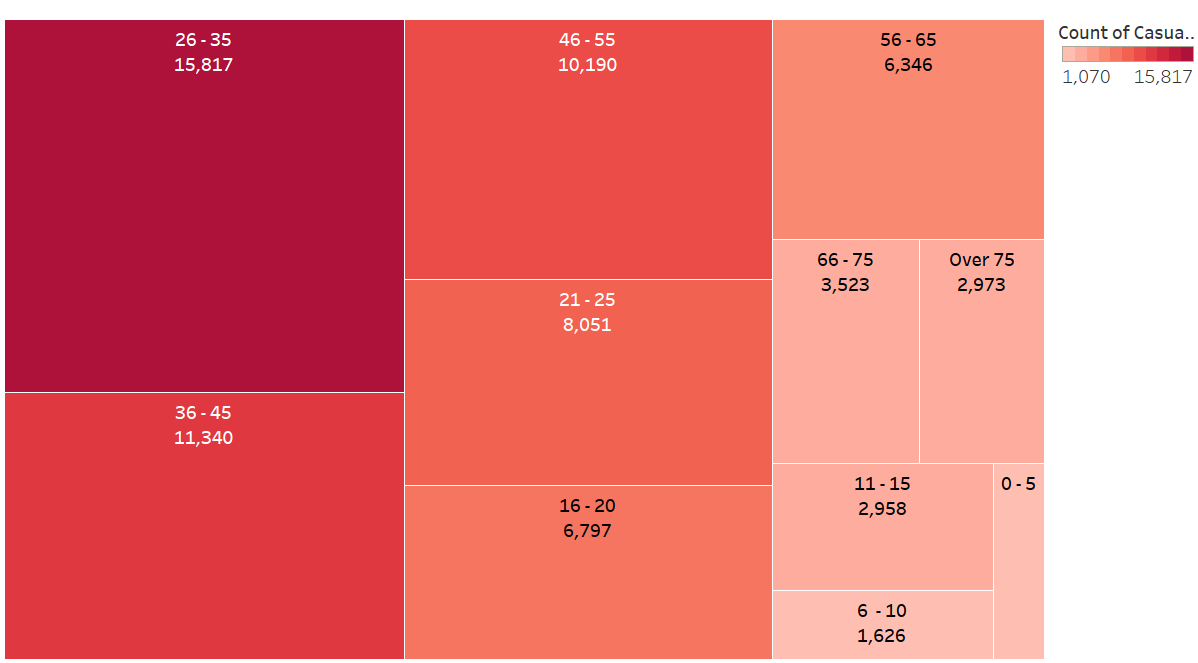 26 - 35
15,817
36 - 45
11,340
46 - 55
10,190
21 - 25
8,051
16 - 20
6,797
56 - 65
6,346
66 - 75
3,523
Over 75
2,973
11 - 15
2,958
6 - 10
1,626
0 - 5
Count of Casua..
1,070 15,817